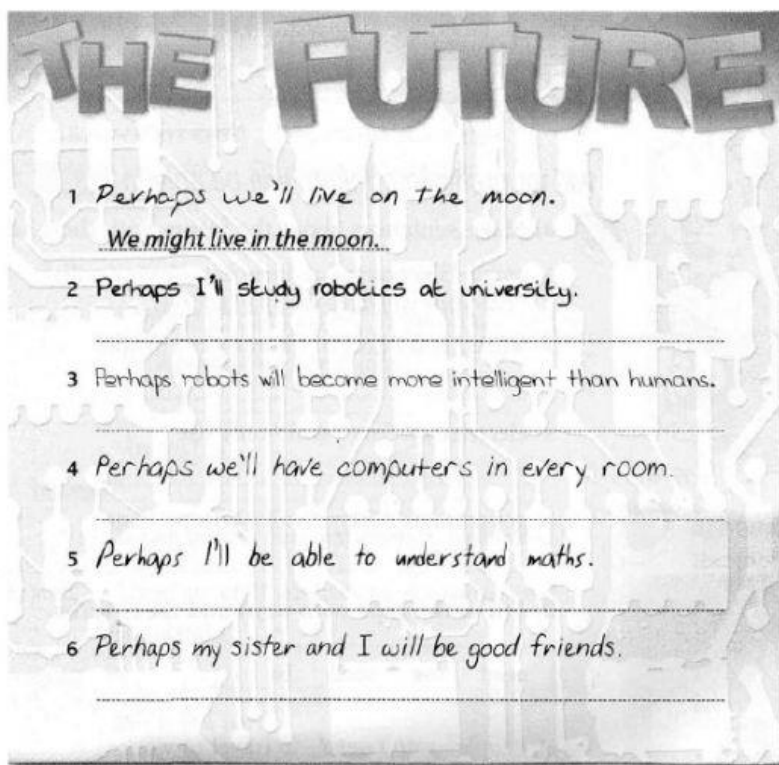 THE FUTURE
1 Perhaps we'll live on the moon.
We might live in the moon.
2 Perhaps I'll study robotics at university.
3 Perhaps robots will become more intelligent than humans.
4 Perhaps we'll have computers in every room.
5 Perhaps I'll be able to understand maths.
6 Perhaps my sister and I will be good friends.